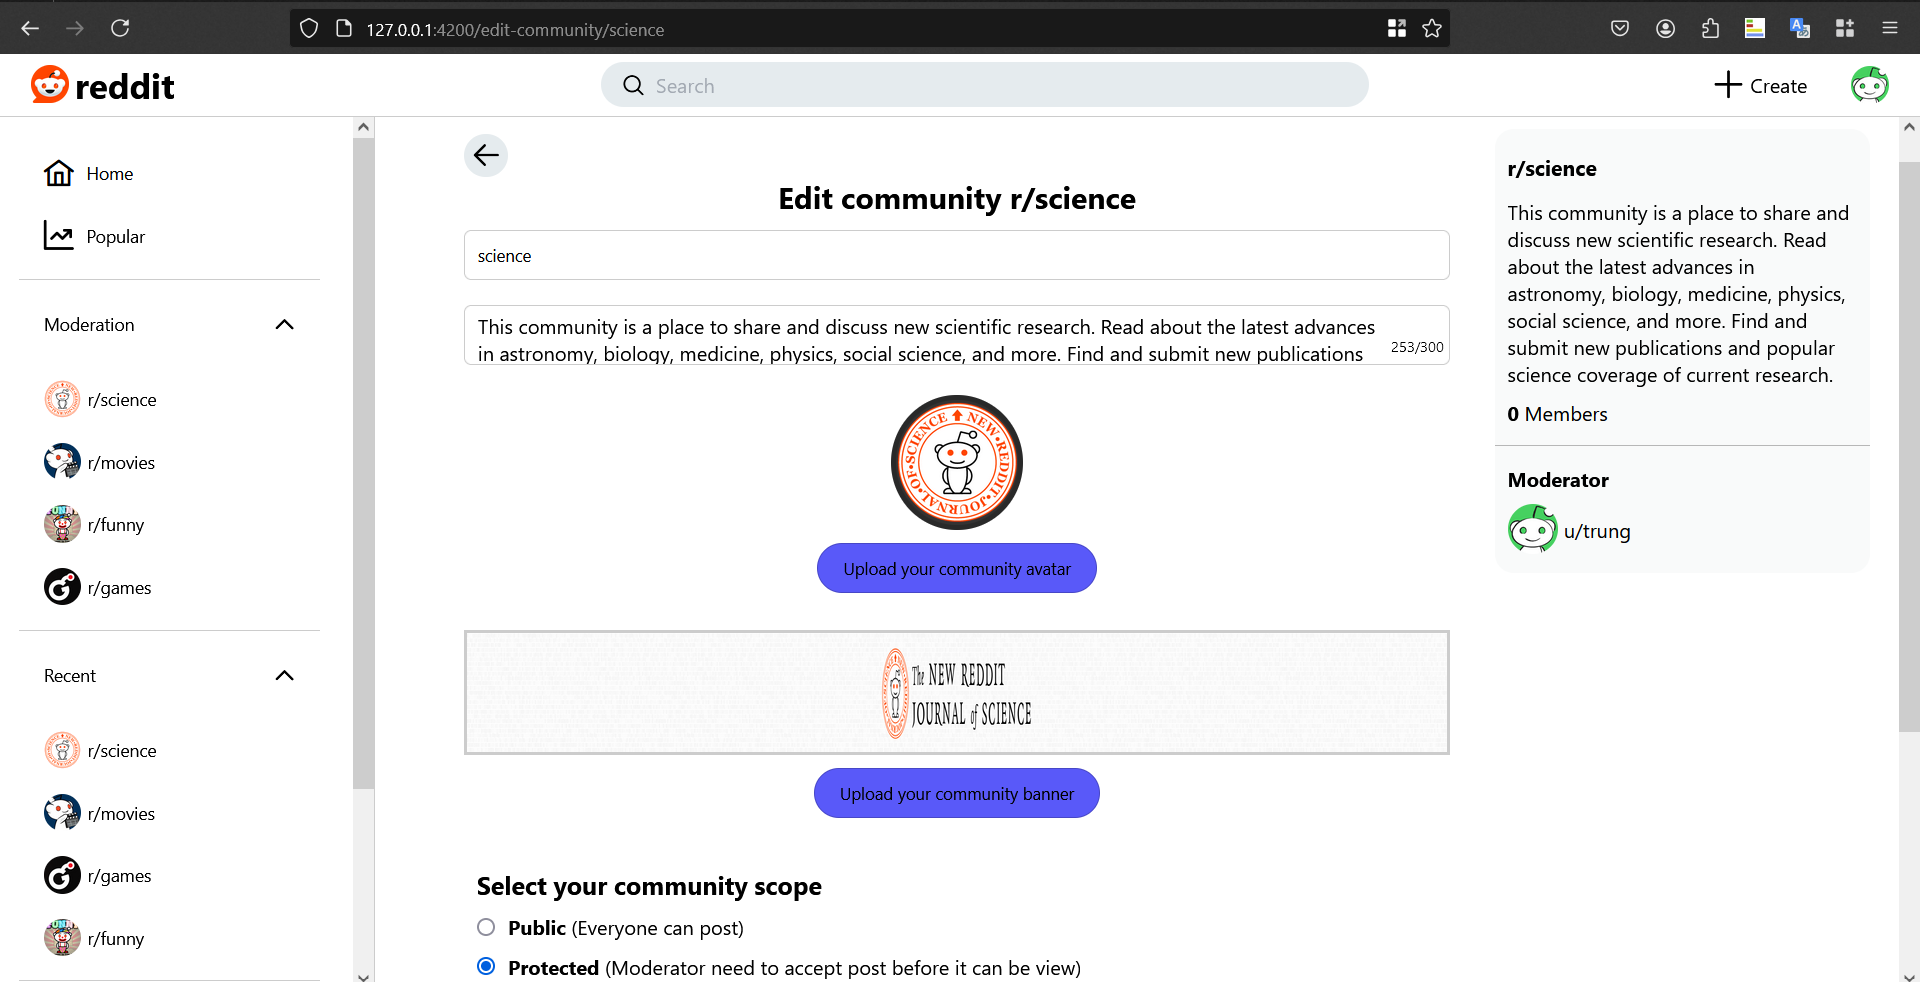 127.0.0.1:4200/edit-community/science
reddit
Search
Create
Home
Popular
Moderation
r/science
r/movies
r/funny
r/games
Recent
r/science
r/movies
r/games
r/funny
Edit community r/science
science
This community is a place to share and discuss new scientific research. Read about the latest advances
in astronomy, biology, medicine, physics, social science, and more. Find and submit new publications
253/300
NEW•REDDIT•JOURNAL•OF•SCIENCE
Upload your community avatar
The NEW REDDIT
JOURNAL of SCIENCE
Upload your community banner
Select your community scope
Public (Everyone can post)
Protected (Moderator need to accept post before it can be view)
r/science
This community is a place to share and
discuss new scientific research. Read
about the latest advances in
astronomy, biology, medicine, physics,
social science, and more. Find and
submit new publications and popular
science coverage of current research.
0 Members
Moderator
u/trung